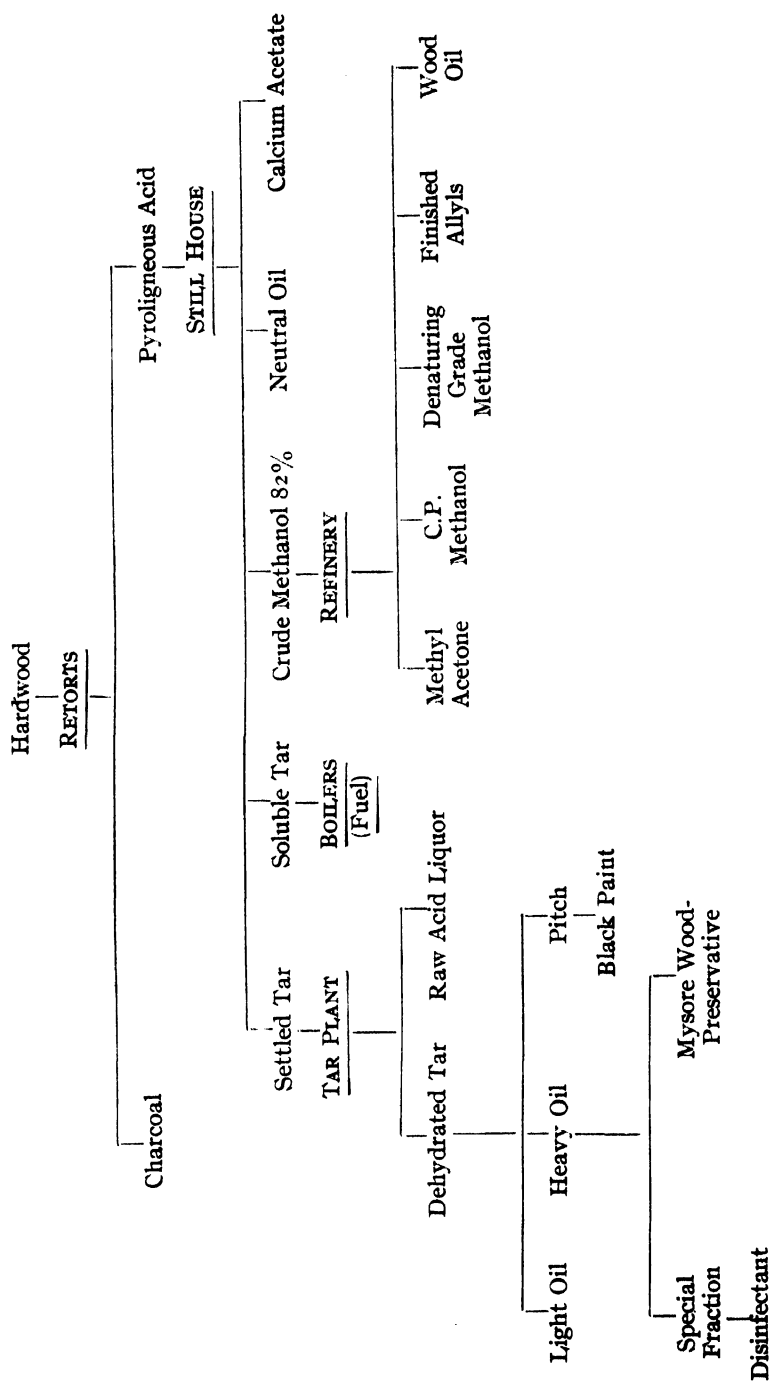 Hardwood
RETORTS
Charcoal
Pyroligneous Acid
STILL HOUSE
Settled Tar
Soluble Tar
Crude Methanol 82%
Neutral Oil
Calcium Acetate
TAR PLANT
BOILERS
(Fuel)
REFINERY
Dehydrated Tar
Raw Acid Liquor
Methyl
Acetone
C.P.
Methanol
Denaturing
Grade
Methanol
Finished
Allyls
Wood
Oil
Light Oil
Heavy Oil
Pitch
Black Paint
Special
Fraction
Disinfectant
Mysore Wood-
Preservative